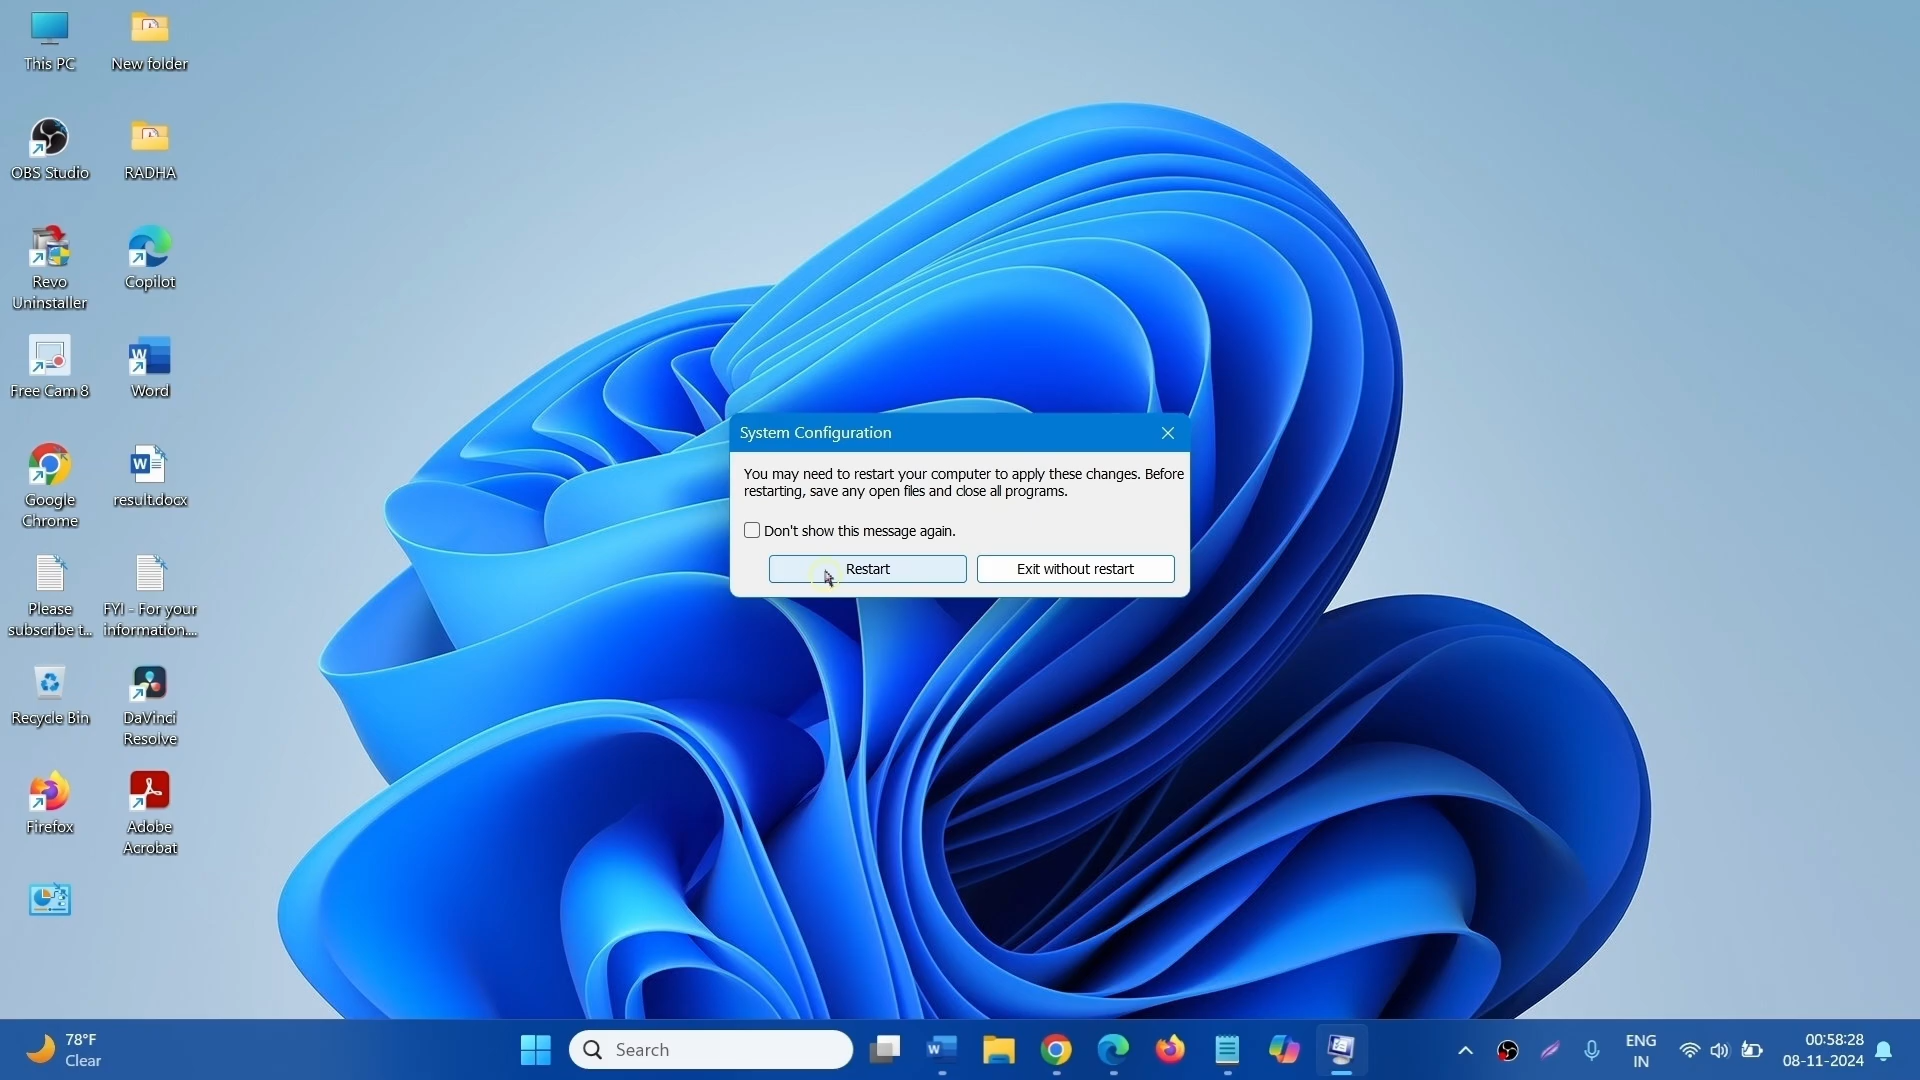 This PC
New folder
OBS Studio
RADHA
Revo
Uninstaller
Copilot
Free Cam 8
Word
Google
Chrome
result.docx
Please
subscribe t...
FYI - For your
information....
Recycle Bin
DaVinci
Resolve
Firefox
Adobe
Acrobat
System Configuration
You may need to restart your computer to apply these changes. Before
restarting, save any open files and close all programs.
Don't show this message again.
Restart
Exit without restart
78°F
Clear
Search
ENG
IN
00:58:28
08-11-2024